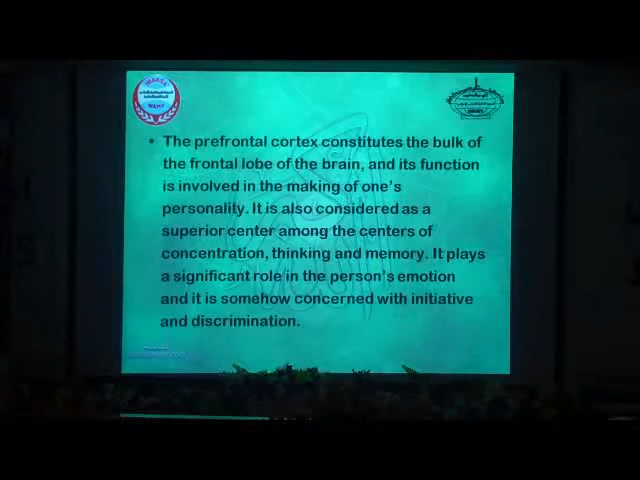 • The prefrontal cortex constitutes the bulk of
the frontal lobe of the brain, and its function
is involved in the making of one's
personality. It is also considered as a
superior center among the centers of
concentration, thinking and memory. It plays
a significant role in the person's emotion
and it is somehow concerned with initiative
and discrimination.